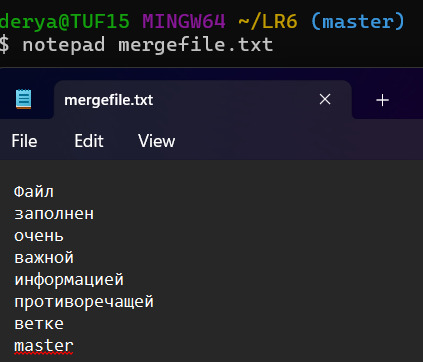 derya@TUF15 MINGW64 ~/LR6 (master)
$ notepad mergefile.txt
mergefile.txt
File Edit View
Файл
заполнен
очень
важной
информацией
противоречащей
ветке
master